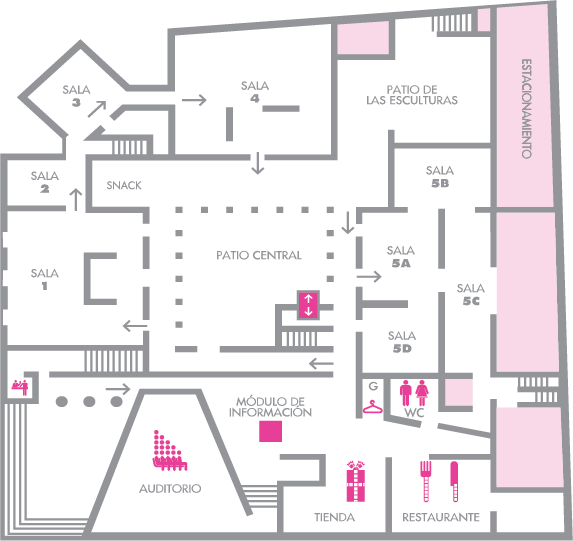 SALA
3
SALA
4
PATIO DE
LAS ESCULTURAS
ESTACIONAMIENTO
SALA
2
SNACK
SALA
5B
SALA
1
PATIO CENTRAL
SALA
5A
SALA
5C
SALA
5D
G
WC
MÓDULO DE
INFORMACIÓN
AUDITORIO
TIENDA
RESTAURANTE